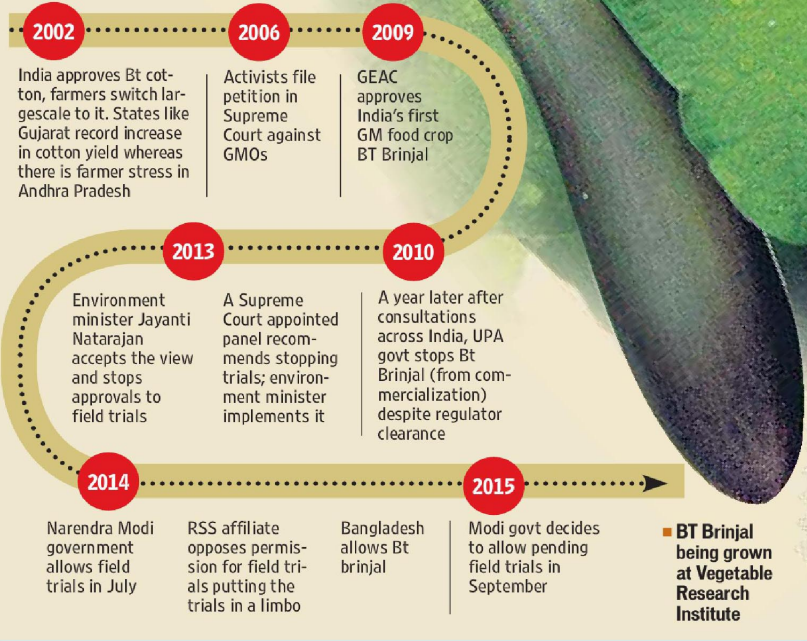 2002
India approves Bt cot-
ton, farmers switch lar-
gescale to it. States like
Gujarat record increase
in cotton yield whereas
there is farmer stress in
Andhra Pradesh
2006
Activists file
petition in
Supreme
Court against
GMOs
2009
GEAC
approves
India's first
GM food crop
BT Brinjal
2010
A year later after
consultations
across India, UPA
govt stops Bt
Brinjal (from com-
mercialization)
despite regulator
clearance
2013
A Supreme
Court appointed
panel recom-
mends stopping
trials; environ-
ment minister
implements it
Environment
minister Jayanti
Natarajan
accepts the view
and stops
approvals to
field trials
2014
Narendra Modi
government
allows field
trials in July
RSS affiliate
opposes permis-
sion for field tri-
als putting the
trials in a limbo
Bangladesh
allows Bt
brinjal
2015
Modi govt decides
to allow pending
field trials in
September
BT Brinjal
being grown
at Vegetable
Research
Institute